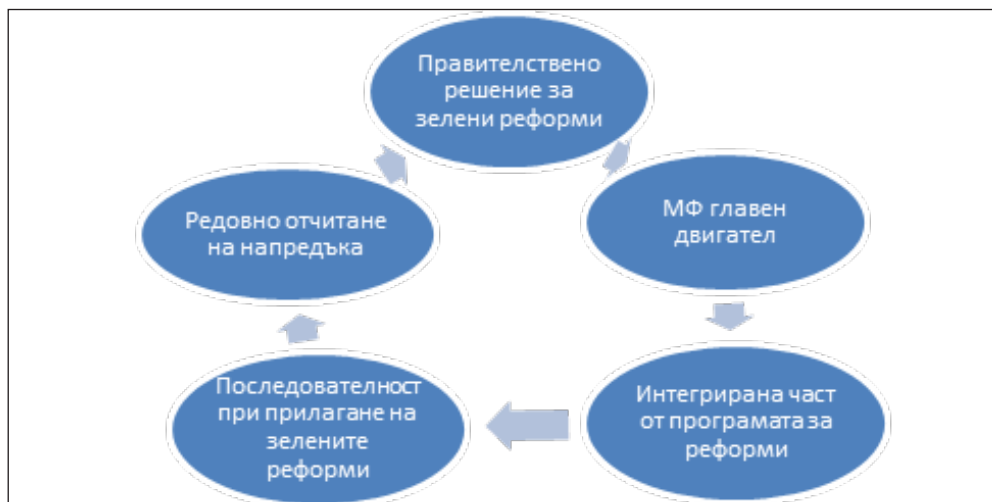 Правителствено
решение за
зелени реформи
МФ главен
двигател
Интегрирана част
от програмата за
реформи
Последователност
при прилагане на
зелените
реформи
Редовно отчитане
на напредъка